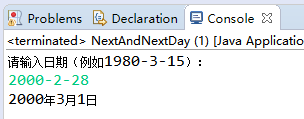 Problems Declaration Console
<terminated> NextAndNextDay (1) [Java Applicatio
请输入日期（例如1980-3-15）：
2000-2-28
2000年3月1日